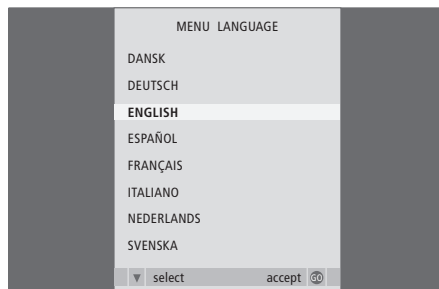 MENU LANGUAGE
DANSK
DEUTSCH
ENGLISH
ESPAÑOL
FRANÇAIS
ITALIANO
NEDERLANDS
SVENSKA
▼ select accept GO